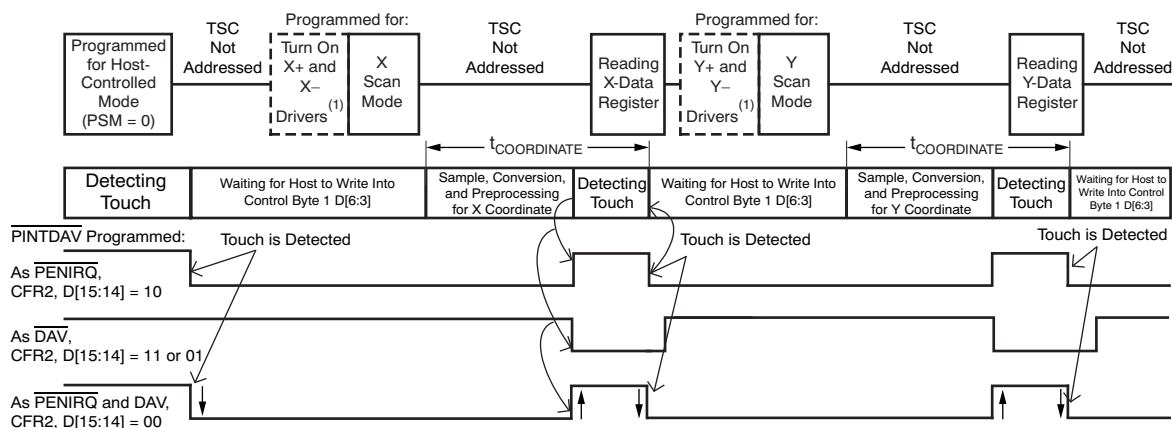 Programmed for:
Programmed for:
TSC
Not
Addressed
TSC
Not
Addressed
TSC
Not
Addressed
TSC
Not
Addressed
Programmed
for Host-
Controlled
Mode
(PSM = 0)
Turn On
X+ and
X–
Drivers(1)
X
Scan
Mode
Reading
X-Data
Register
Turn On
Y+ and
Y–
Drivers(1)
Y
Scan
Mode
Reading
Y-Data
Register
tCOORDINATE
tCOORDINATE
Detecting
Touch
Waiting for Host to Write Into
Control Byte 1 D[6:3]
Sample, Conversion,
and Preprocessing
for X Coordinate
Detecting
Touch
Waiting for Host to Write Into
Control Byte 1 D[6:3]
Sample, Conversion,
and Preprocessing
for Y Coordinate
Detecting
Touch
Waiting for Host to
Write Into Control
Byte 1 D[6:3]
PINTDAV Programmed:
Touch is Detected
Touch is Detected
Touch is Detected
As PENIRQ,
CFR2, D[15:14] = 10
As DAV,
CFR2, D[15:14] = 11 or 01
As PENIRQ and DAV,
CFR2, D[15:14] = 00